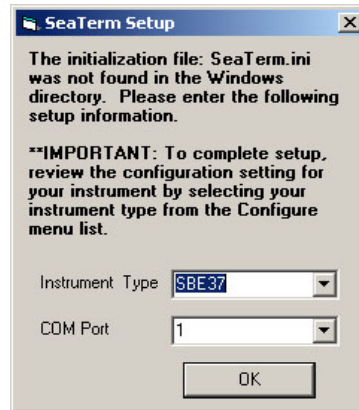 SeaTerm Setup
The initialization file: SeaTerm.ini
was not found in the Windows
directory. Please enter the following
setup information.
**IMPORTANT: To complete setup,
review the configuration setting for
your instrument by selecting your
instrument type from the Configure
menu list.
Instrument Type SBE37
COM Port 1
OK